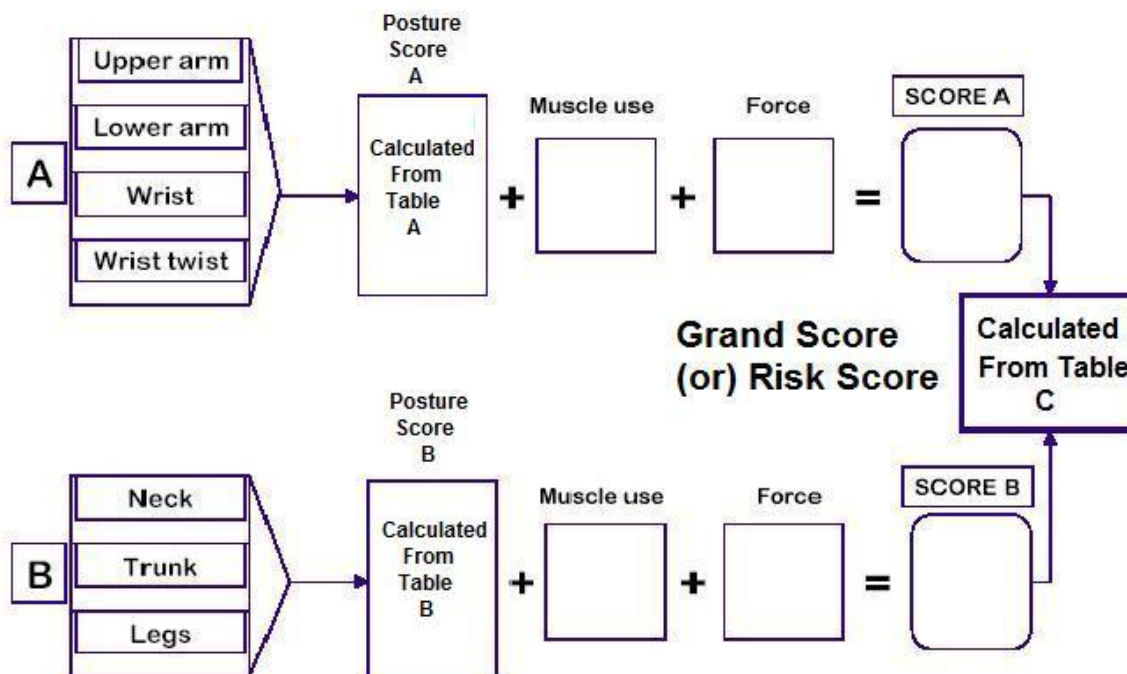 A
Upper arm
Lower arm
Wrist
Wrist twist
Posture
Score
A
Calculated
From
Table
A
+
Muscle use
+
Force
=
SCORE A
Grand Score
(or) Risk Score
Calculated
From Table
C
B
Neck
Trunk
Legs
Posture
Score
B
Calculated
From
Table
B
+
Muscle use
+
Force
=
SCORE B